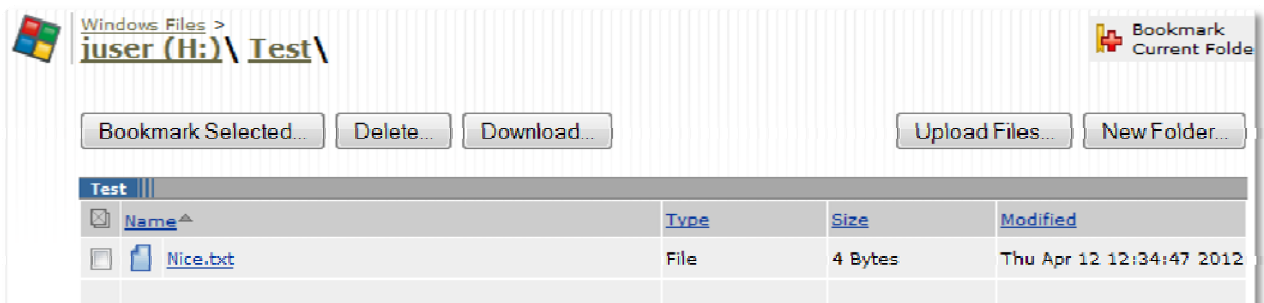 Windows Files >
juser (H:)\ Test\
Bookmark
Current Folde
Bookmark Selected... Delete... Download... Upload Files... New Folder...
Test
Name Type Size Modified
Nice.txt File 4 Bytes Thu Apr 12 12:34:47 2012